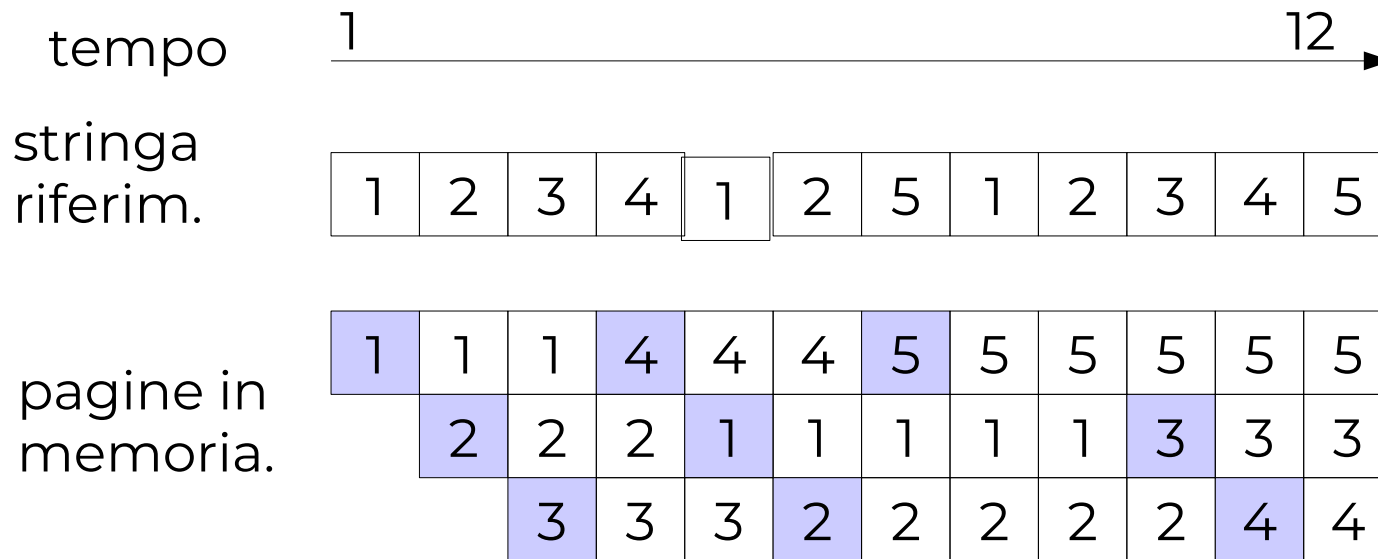 tempo 1 12
stringa
riferim.
1 2 3 4 1 2 5 1 2 3 4 5
pagine in
memoria.
1 1 1 4 4 4 5 5 5 5 5 5
2 2 2 1 1 1 1 1 3 3 3
3 3 3 2 2 2 2 2 4 4